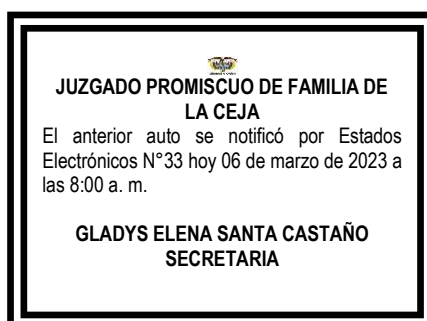 JUZGADO PROMISCUO DE FAMILIA DE
LA CEJA
El anterior auto se notificó por Estados
Electrónicos N°33 hoy 06 de marzo de 2023 a
las 8:00 a. m.
GLADYS ELENA SANTA CASTAÑO
SECRETARIA